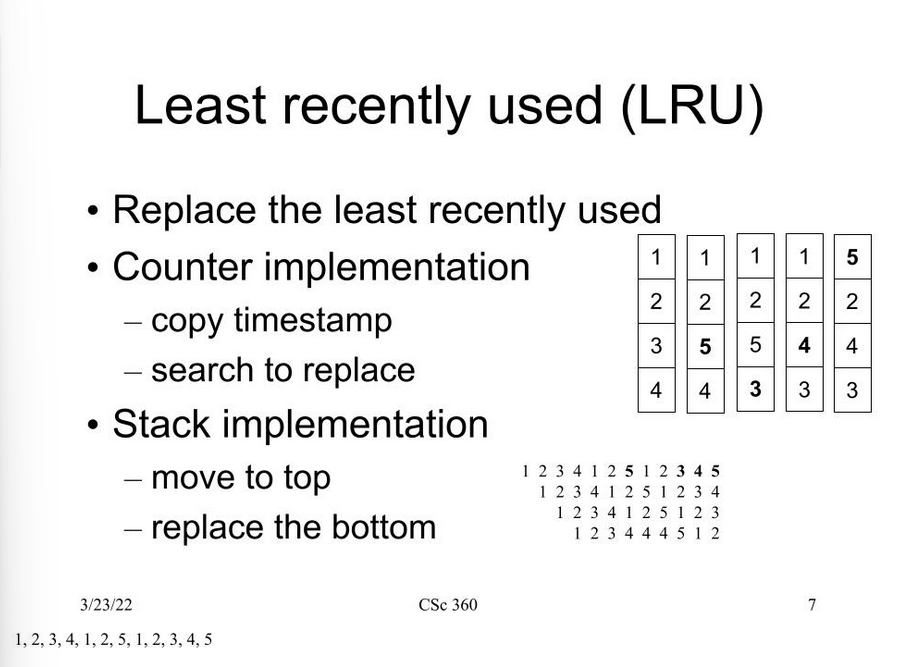 Least recently used (LRU)
• Replace the least recently used
• Counter implementation
– copy timestamp
– search to replace
• Stack implementation
– move to top
– replace the bottom
1 1 1 1 5
2 2 2 2 2
3 5 5 4 4
4 4 3 3 3
1 2 3 4 1 2 5 1 2 3 4 5
1 2 3 4 1 2 5 1 2 3 4
1 2 3 4 1 2 5 1 2 3
1 2 3 4 4 4 5 1 2
3/23/22 CSc 360 7
1, 2, 3, 4, 1, 2, 5, 1, 2, 3, 4, 5